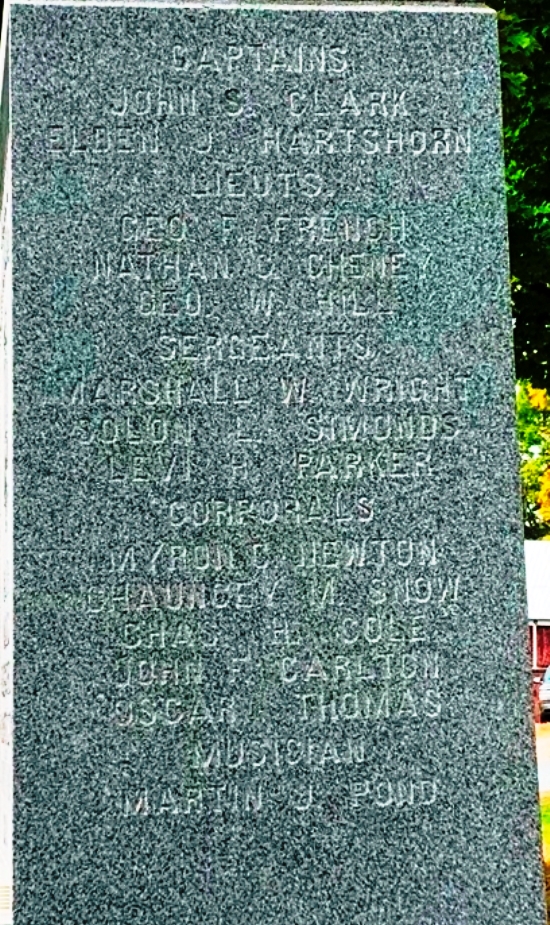 CAPTAINS
JOHN S. CLARK
ELBEN J. HARTSHORN
LIEUTS.
GEO. F. FRENCH
NATHAN C. CHENEY
GEO. W. HILL
SERGEANTS
MARSHALL W. WRIGHT
SOLON L. SIMONDS
LEVI H. PARKER
CORPORALS
MYRON C. NEWTON
CHAUNCEY M. SNOW
CHAS. H. COLE
JOHN F. CARLTON
OSCAR THOMAS
MUSICIAN
MARTIN J. POND